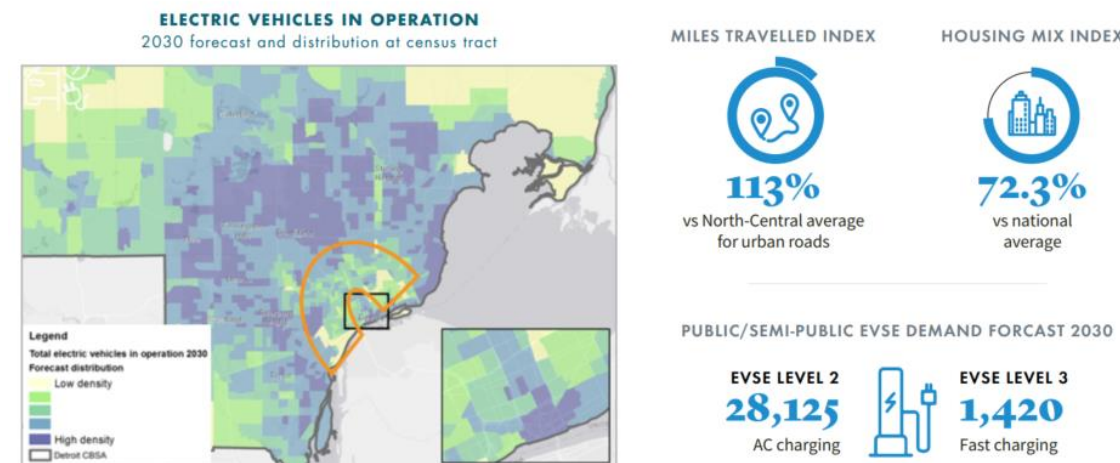 ELECTRIC VEHICLES IN OPERATION
2030 forecast and distribution at census tract
Legend
Total electric vehicles in operation 2030
Forecast distribution
Low density
High density
Detroit CBSA
MILES TRAVELLED INDEX
113%
vs North-Central average
for urban roads
HOUSING MIX INDEX
72.3%
vs national
average
PUBLIC/SEMI-PUBLIC EVSE DEMAND FORCAST 2030
EVSE LEVEL 2
28,125
AC charging
EVSE LEVEL 3
1,420
Fast charging